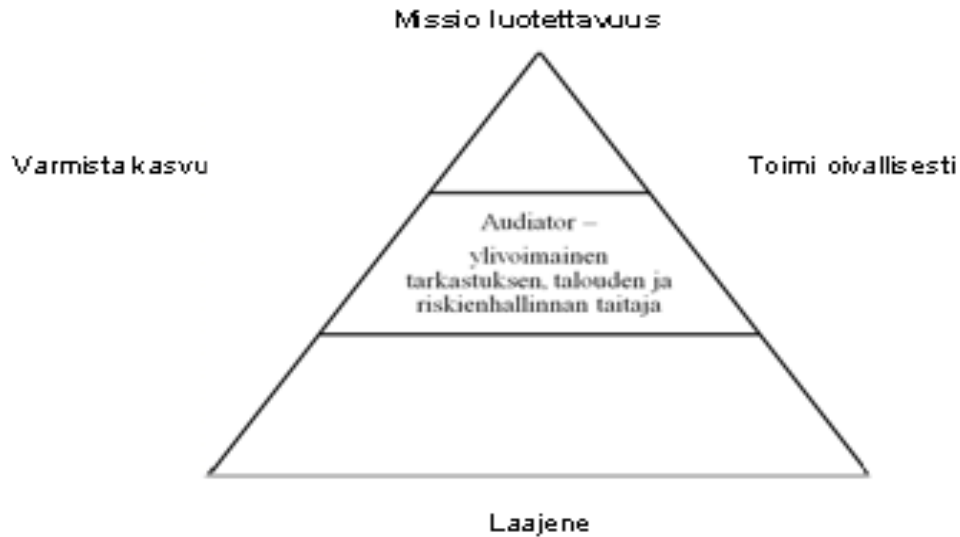 Missio luotettavuus
Varmista kasvu
Toimi oivallisesti
Audiator –
ylivoimainen
tarkastuksen, talouden ja
riskienhallinnan taitaja
Laajene